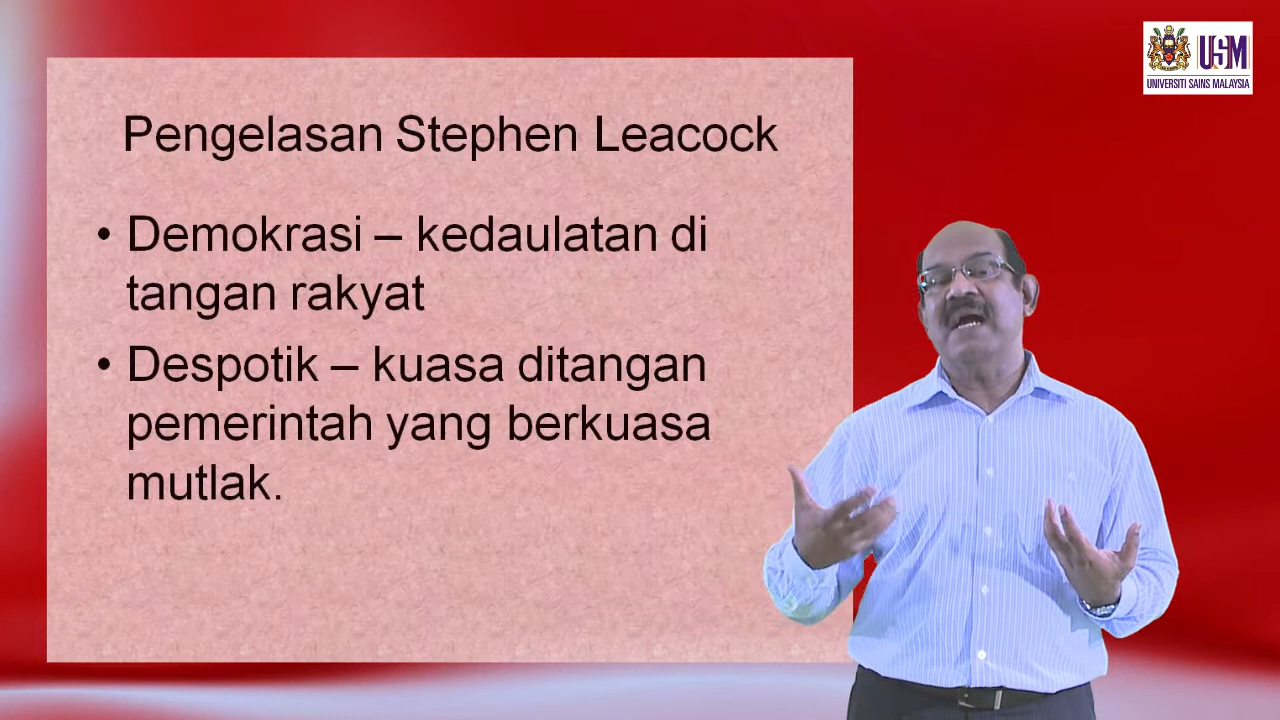 USM
UNIVERSITI SAINS MALAYSIA
Pengelasan Stephen Leacock
• Demokrasi – kedaulatan di
tangan rakyat
• Despotik – kuasa ditangan
pemerintah yang berkuasa
mutlak.